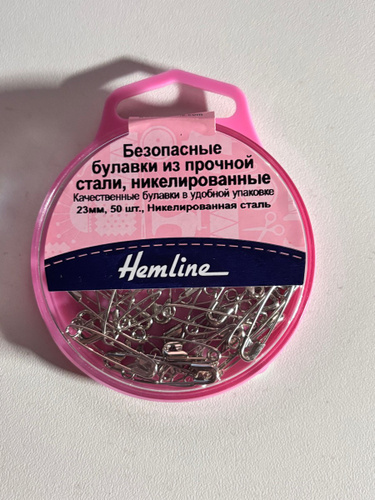 Безопасные
булавки из прочной
стали, никелированные
Качественные булавки в удобной упаковке
23мм, 50 шт., Никелированная сталь
Hemline